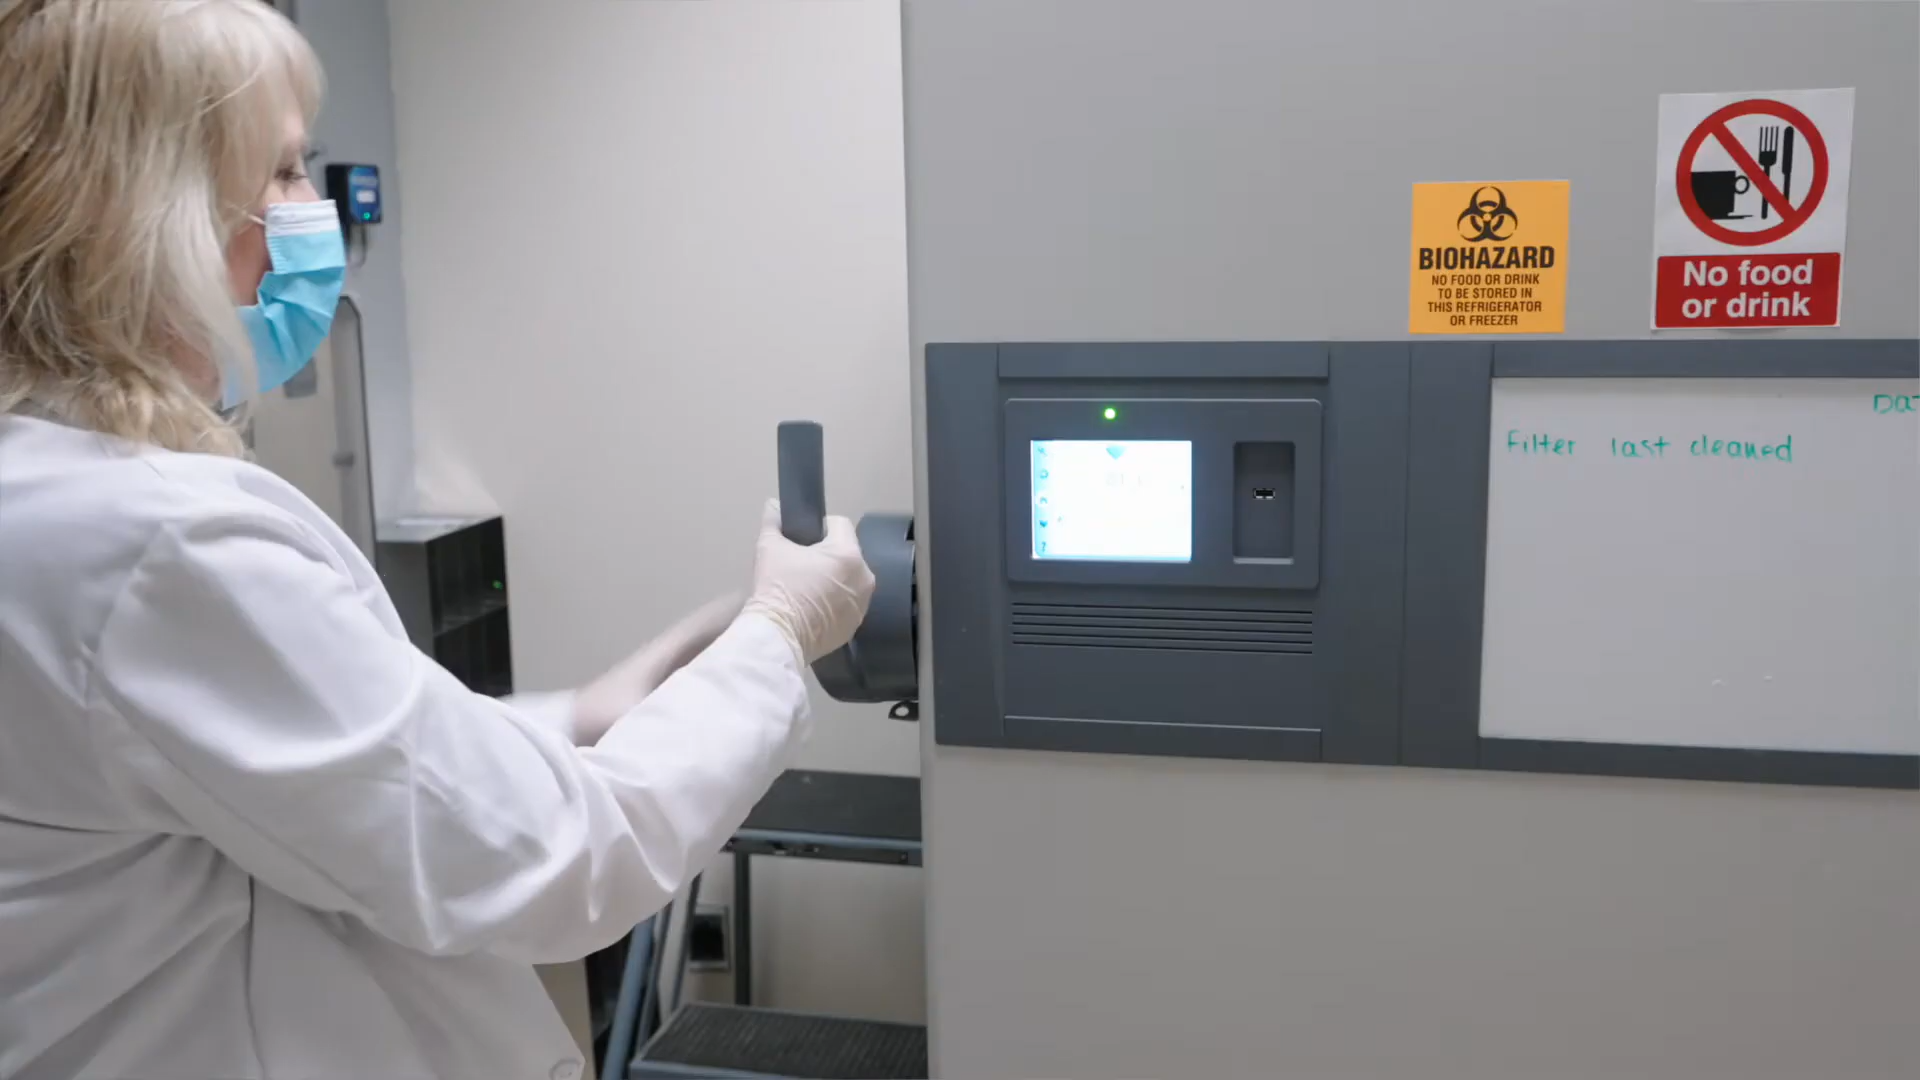 BIOHAZARD
NO FOOD OR DRINK
TO BE STORED IN
THIS REFRIGERATOR
OR FREEZER
No food
or drink
Filter last cleaned